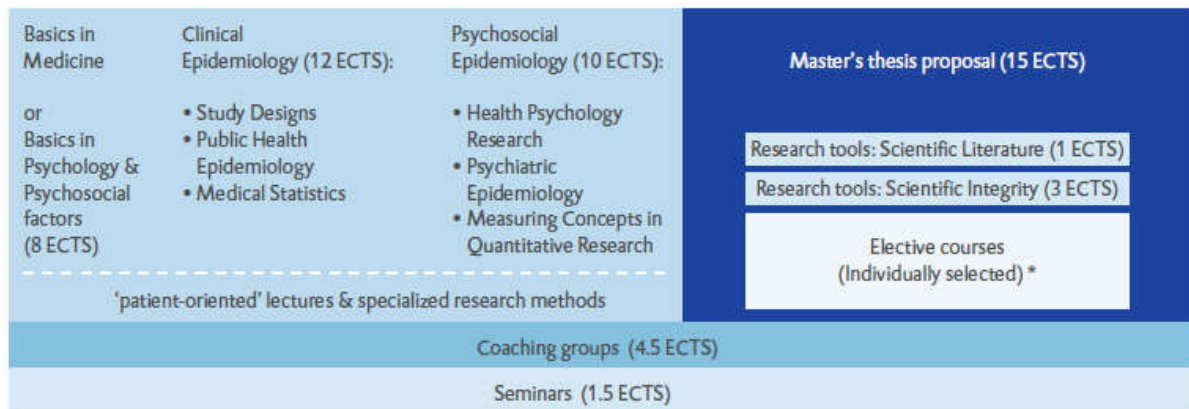 Basics in
Medicine
or
Basics in
Psychology &
Psychosocial
factors
(8 ECTS)
Clinical
Epidemiology (12 ECTS):
• Study Designs
• Public Health
Epidemiology
• Medical Statistics
Psychosocial
Epidemiology (10 ECTS):
• Health Psychology
Research
• Psychiatric
Epidemiology
• Measuring Concepts in
Quantitative Research
'patient-oriented' lectures & specialized research methods
Master's thesis proposal (15 ECTS)
Research tools: Scientific Literature (1 ECTS)
Research tools: Scientific Integrity (3 ECTS)
Elective courses
(Individually selected) *
Coaching groups (4.5 ECTS)
Seminars (1.5 ECTS)